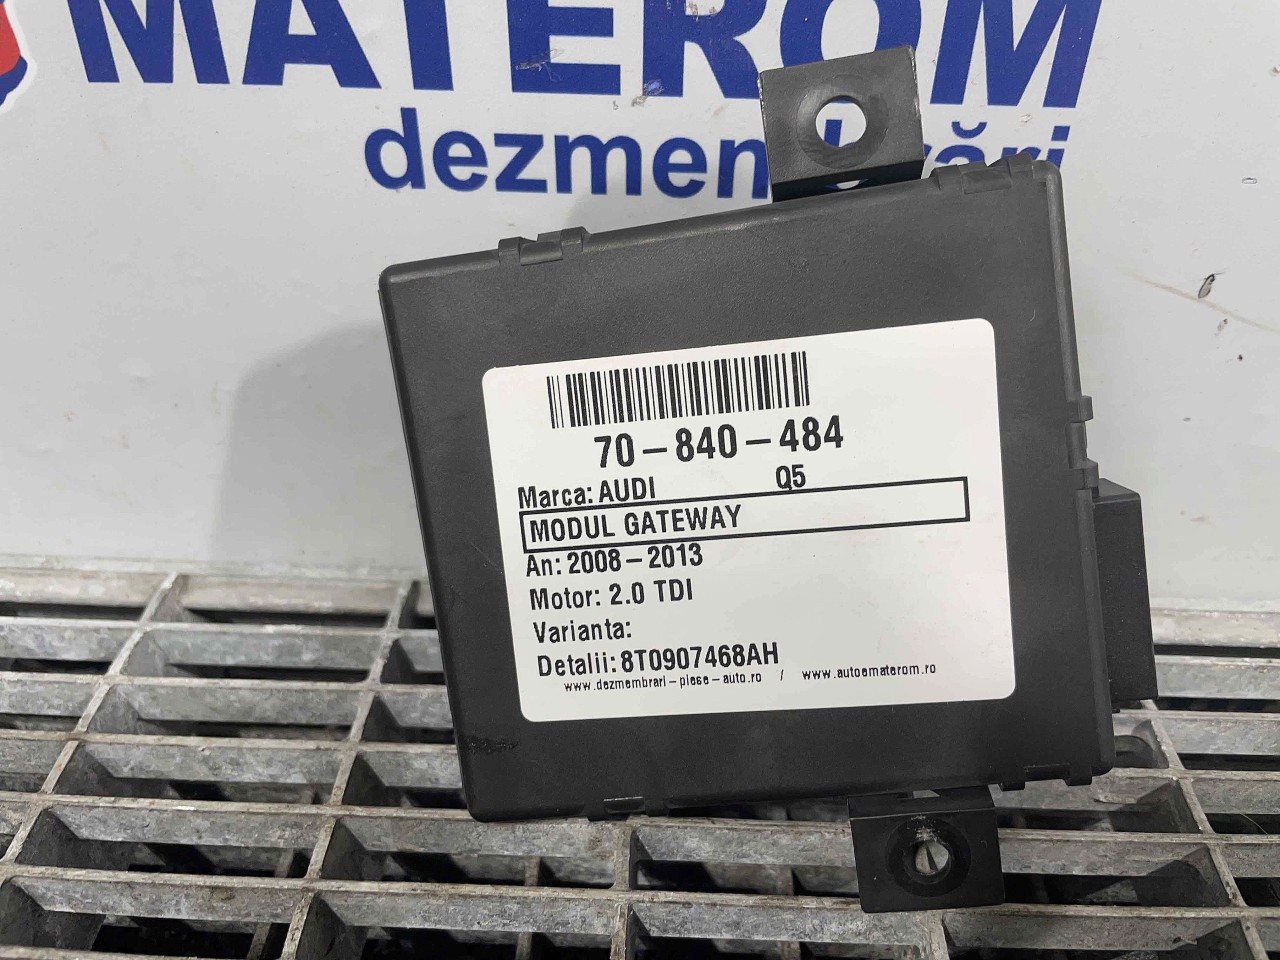 MATEROM
dezmembrări
70-840-484
Marca: AUDI Q5
MODUL GATEWAY
An: 2008-2013
Motor: 2.0 TDI
Varianta:
Detalii: 8T0907468AH
www.dezmembrari-piese-auto.ro / www.autoematerom.ro